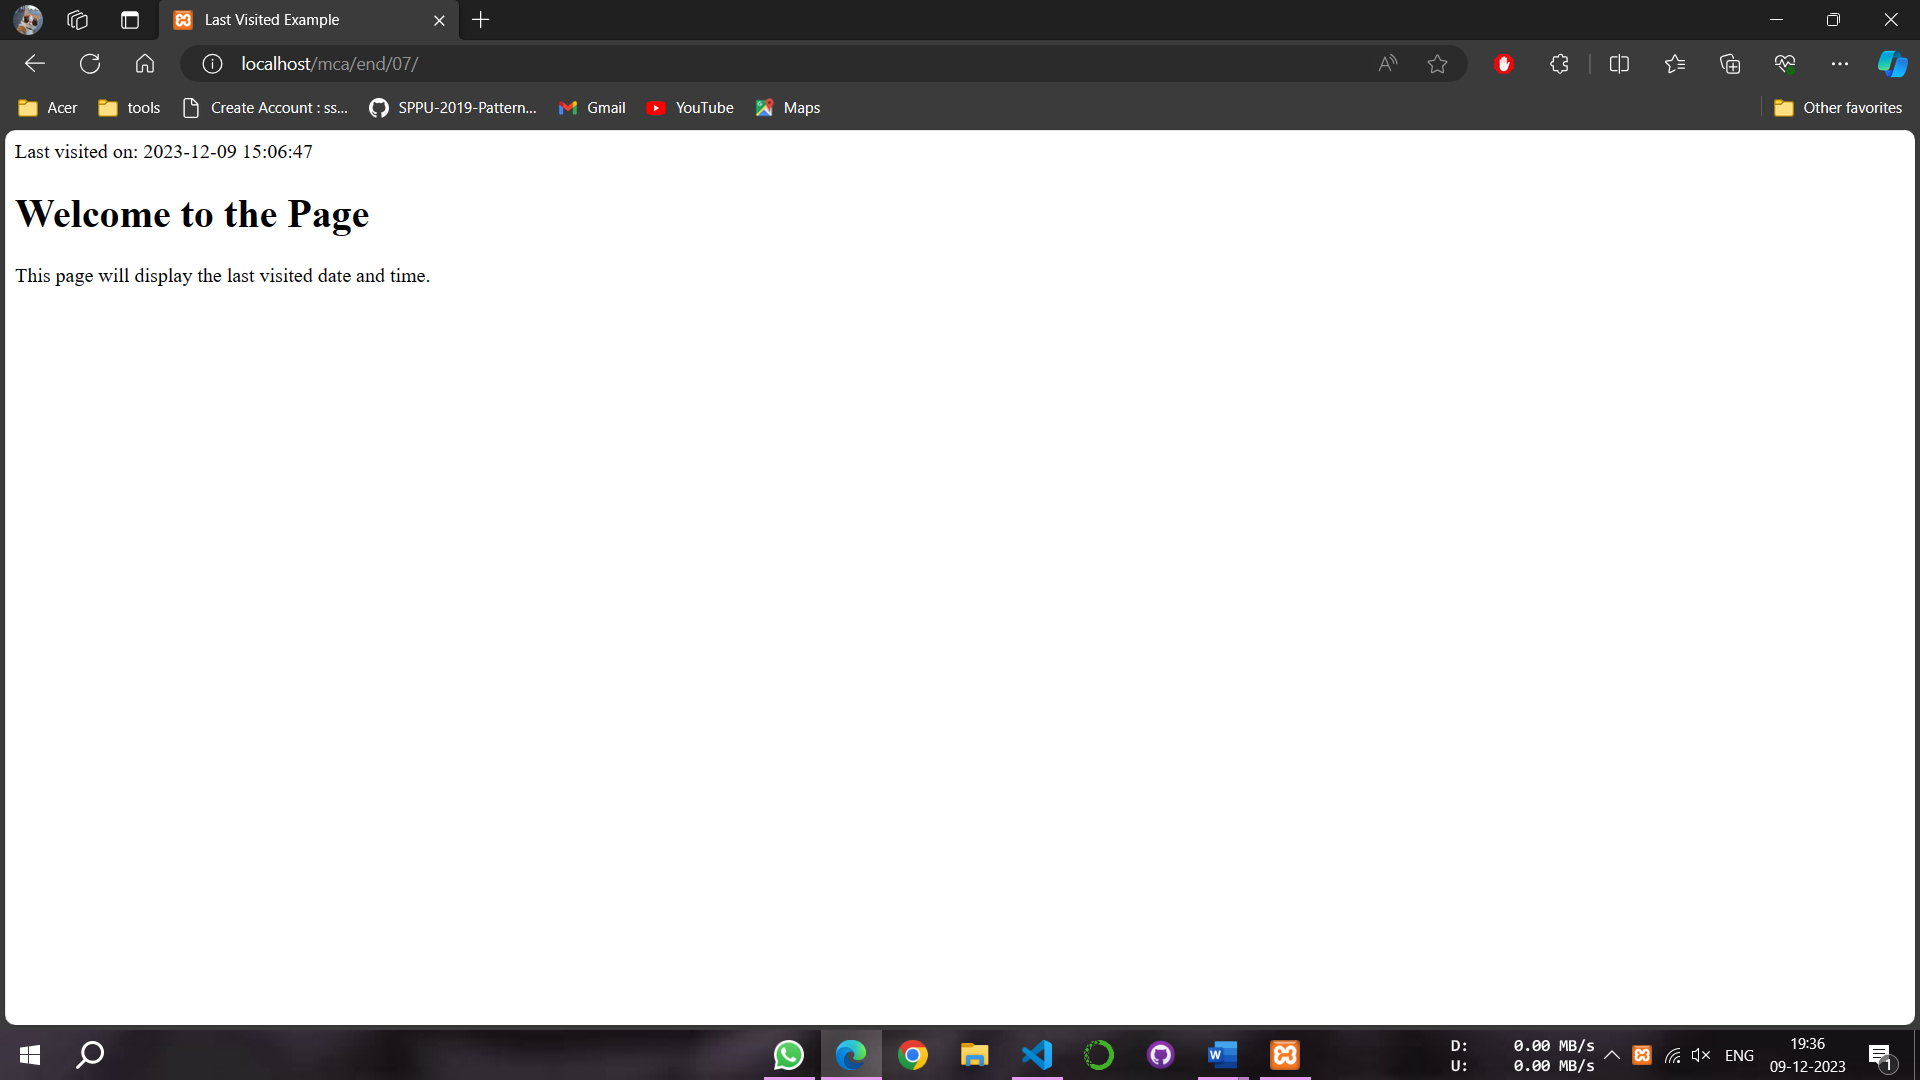 Last Visited Example
localhost/mca/end/07/
Acer tools Create Account : ss... SPPU-2019-Pattern... Gmail YouTube Maps Other favorites
Last visited on: 2023-12-09 15:06:47
Welcome to the Page
This page will display the last visited date and time.
D: 0.00 MB/s
U: 0.00 MB/s
ENG
19:36
09-12-2023
1